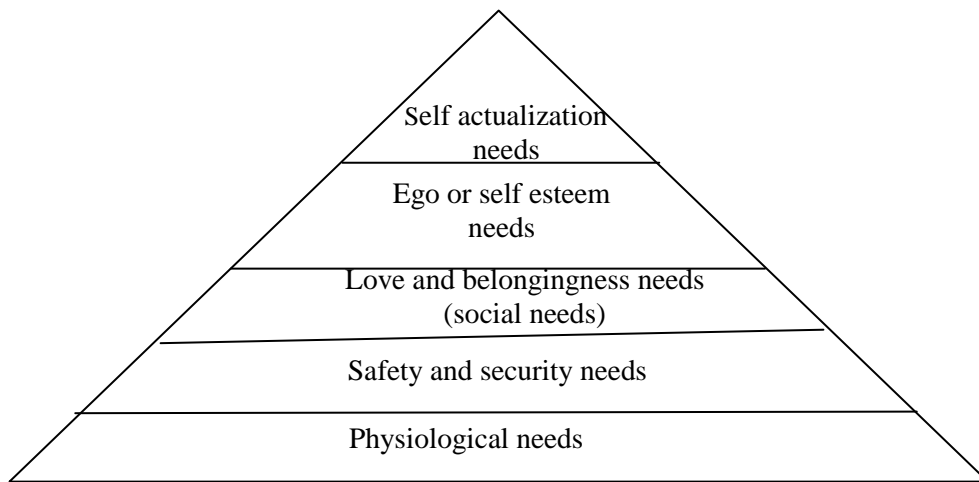 Self actualization
needs
Ego or self esteem
needs
Love and belongingness needs
(social needs)
Safety and security needs
Physiological needs